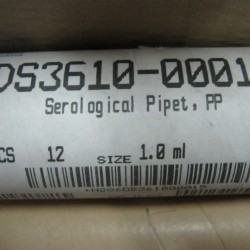 DS3610-0001
Serological Pipet, PP
CS 12 SIZE 1.0 ml